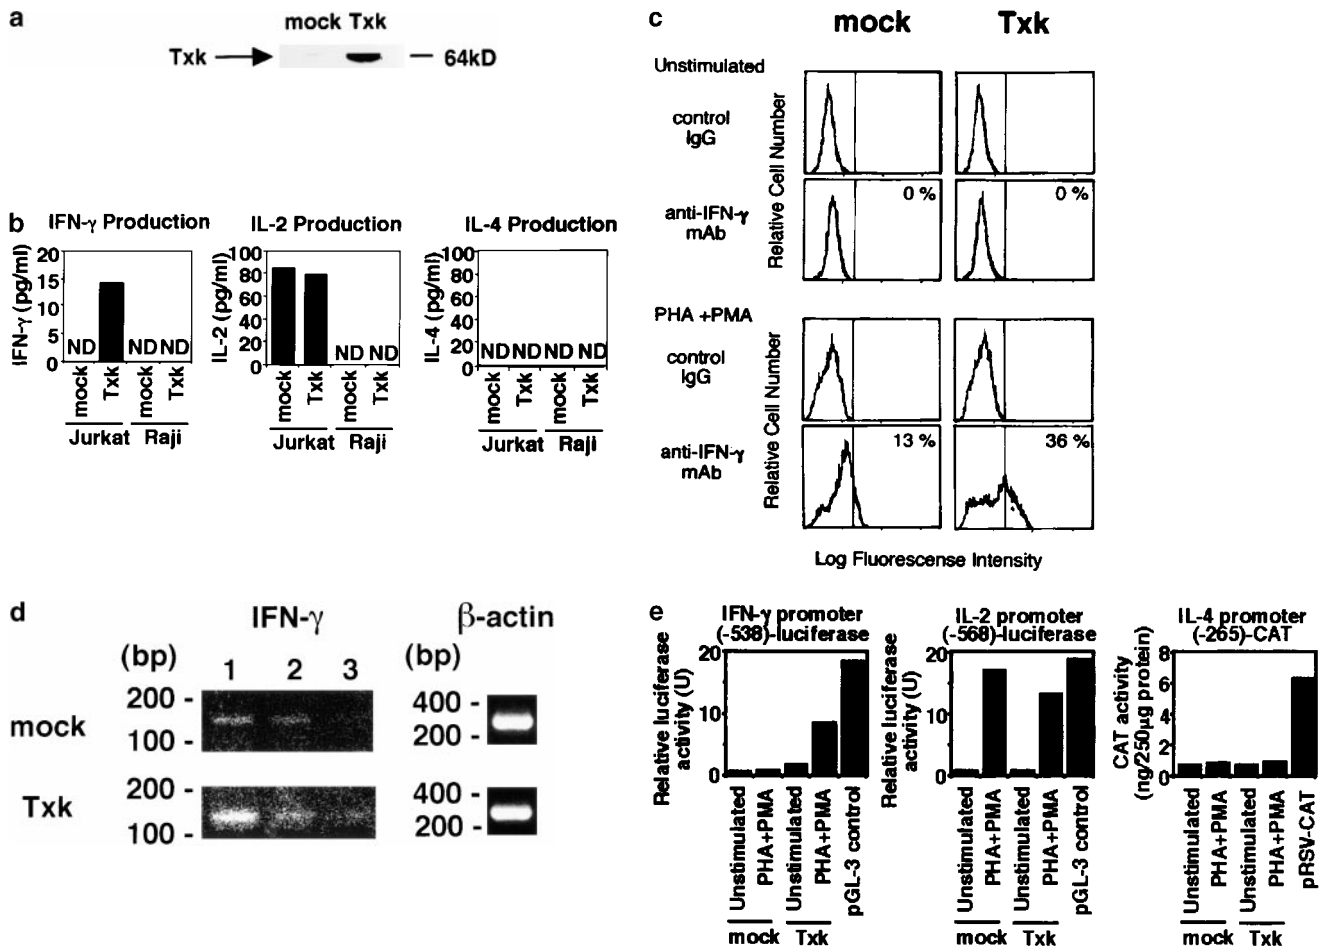 a
mock Txk
Txk
64kD
b
IFN-γ Production
IFN-γ (pg/ml)
20
15
10
5
0
ND
ND
ND
mock
Txk
mock
Txk
Jurkat
Raji
IL-2 Production
IL-2 (pg/ml)
100
80
60
40
20
0
ND
ND
mock
Txk
mock
Txk
Jurkat
Raji
IL-4 Production
IL-4 (pg/ml)
100
80
60
40
20
0
ND
ND
ND
ND
mock
Txk
mock
Txk
Jurkat
Raji
c
mock
Txk
Unstimulated
control
IgG
anti-IFN-γ
mAb
Relative Cell Number
0 %
0 %
PHA +PMA
control
IgG
anti-IFN-γ
mAb
Relative Cell Number
13 %
36 %
Log Fluorescense Intensity
d
IFN-γ
β-actin
(bp)
1 2 3
(bp)
mock
200 -
100 -
400 -
200 -
Txk
200 -
100 -
400 -
200 -
e
IFN-γ promoter
(-538)-luciferase
Relative luciferase
activity (U)
20
10
0
Unstimulated
PHA+PMA
Unstimulated
PHA+PMA
pGL-3 control
mock
Txk
IL-2 promoter
(-568)-luciferase
Relative luciferase
activity (U)
20
10
0
Unstimulated
PHA+PMA
Unstimulated
PHA+PMA
pGL-3 control
mock
Txk
IL-4 promoter
(-265)-CAT
CAT activity
(ng/250µg protein)
8
6
4
2
0
Unstimulated
PHA+PMA
Unstimulated
PHA+PMA
pRSV-CAT
mock
Txk